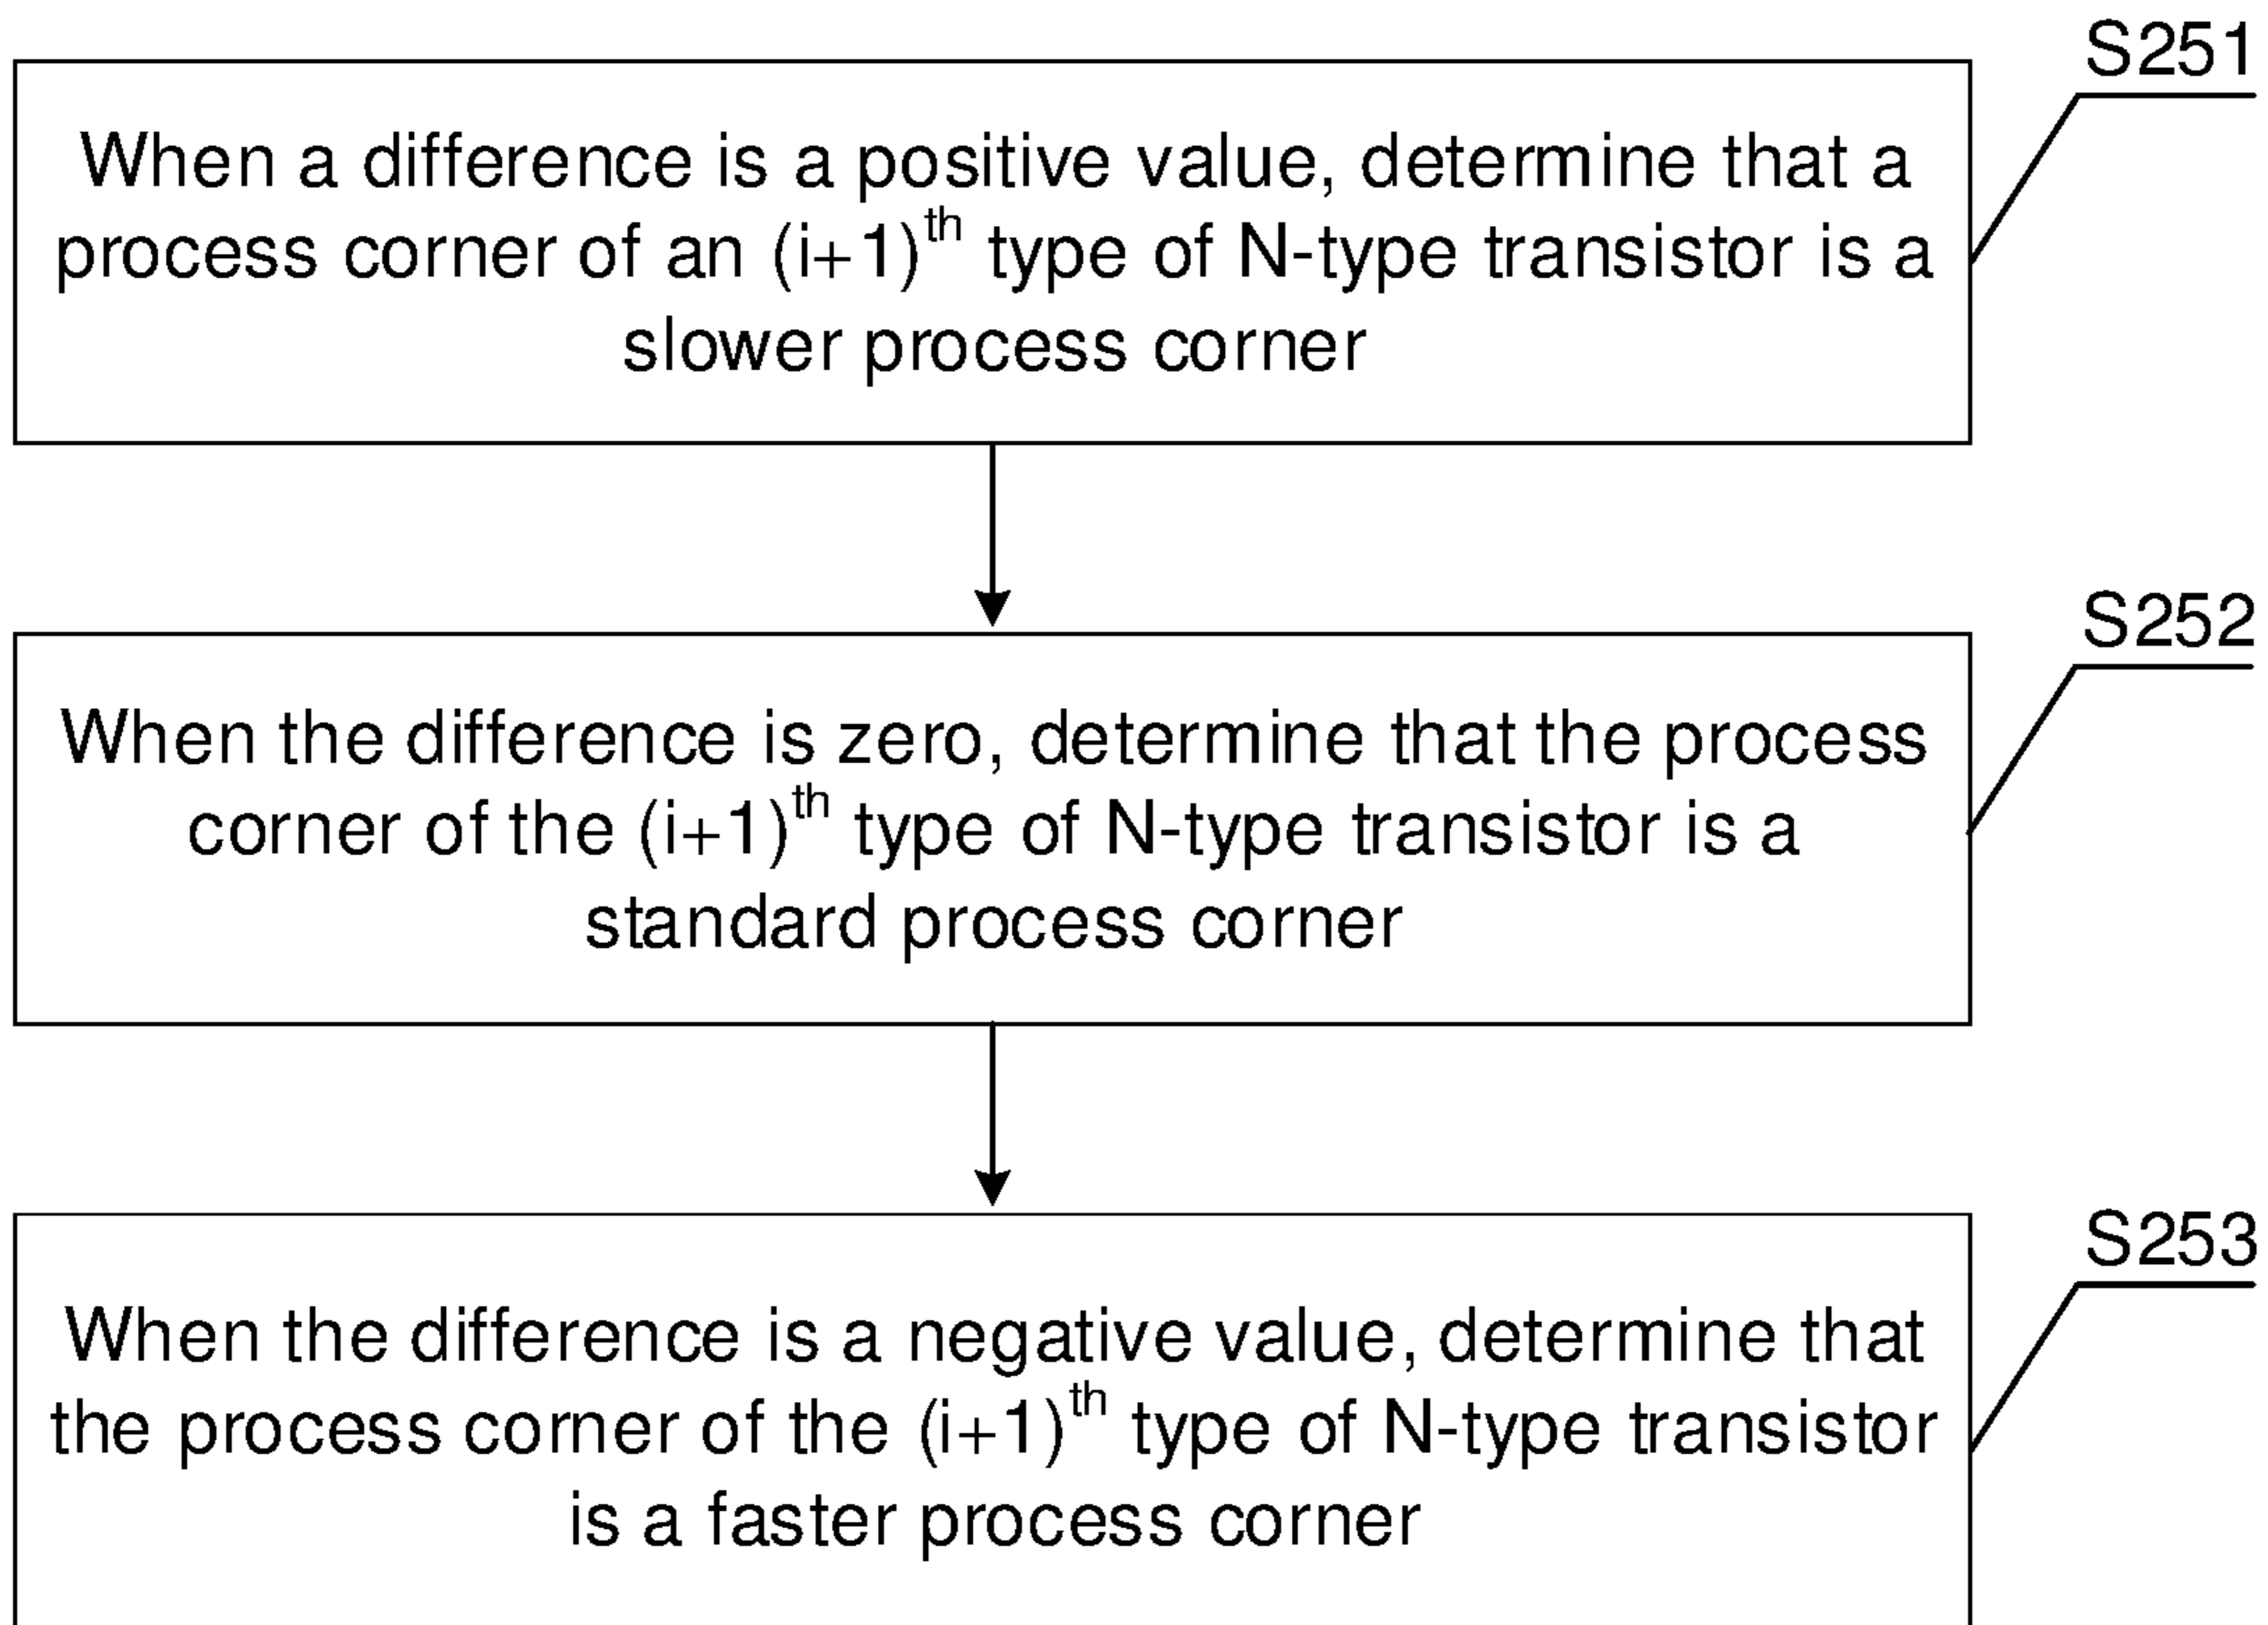 S251
When a difference is a positive value, determine that a
process corner of an (i+1)th type of N-type transistor is a
slower process corner
S252
When the difference is zero, determine that the process
corner of the (i+1)th type of N-type transistor is a
standard process corner
S253
When the difference is a negative value, determine that
the process corner of the (i+1)th type of N-type transistor
is a faster process corner